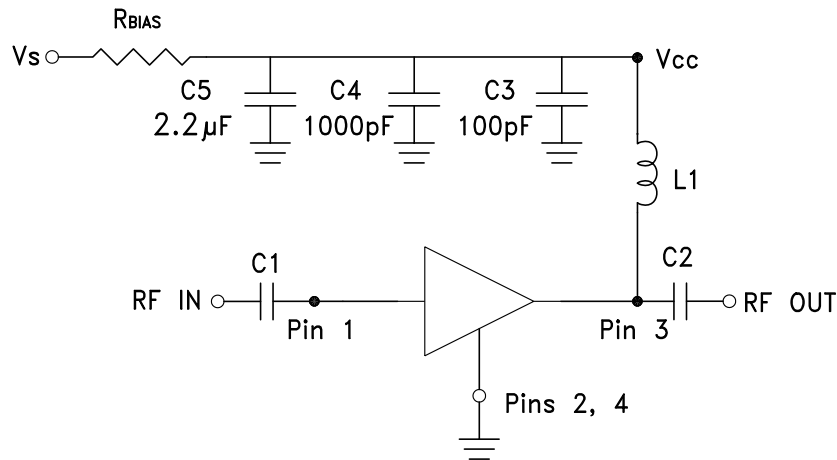 RBIAS
Vs
Vcc
C5
2.2µF
C4
1000pF
C3
100pF
L1
C1
C2
RF IN
RF OUT
Pin 1
Pin 3
Pins 2, 4